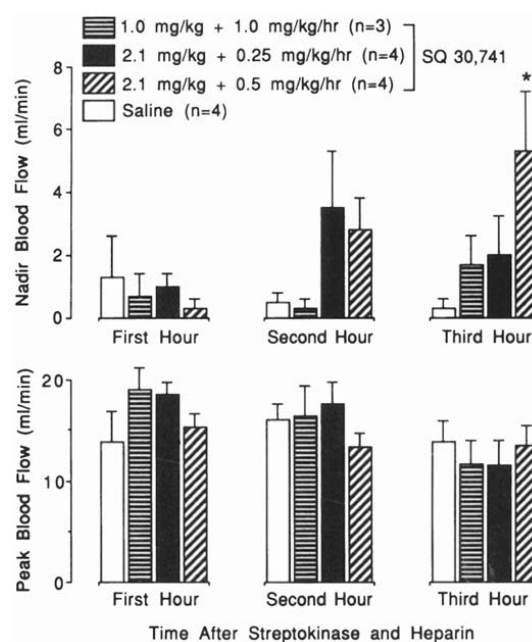 1.0 mg/kg + 1.0 mg/kg/hr (n=3)
2.1 mg/kg + 0.25 mg/kg/hr (n=4)
SQ 30,741
2.1 mg/kg + 0.5 mg/kg/hr (n=4)
Saline (n=4)
Nadir Blood Flow (ml/min)
8
6
4
2
0
*
First Hour
Second Hour
Third Hour
Peak Blood Flow (ml/min)
20
15
10
0
First Hour
Second Hour
Third Hour
Time After Streptokinase and Heparin